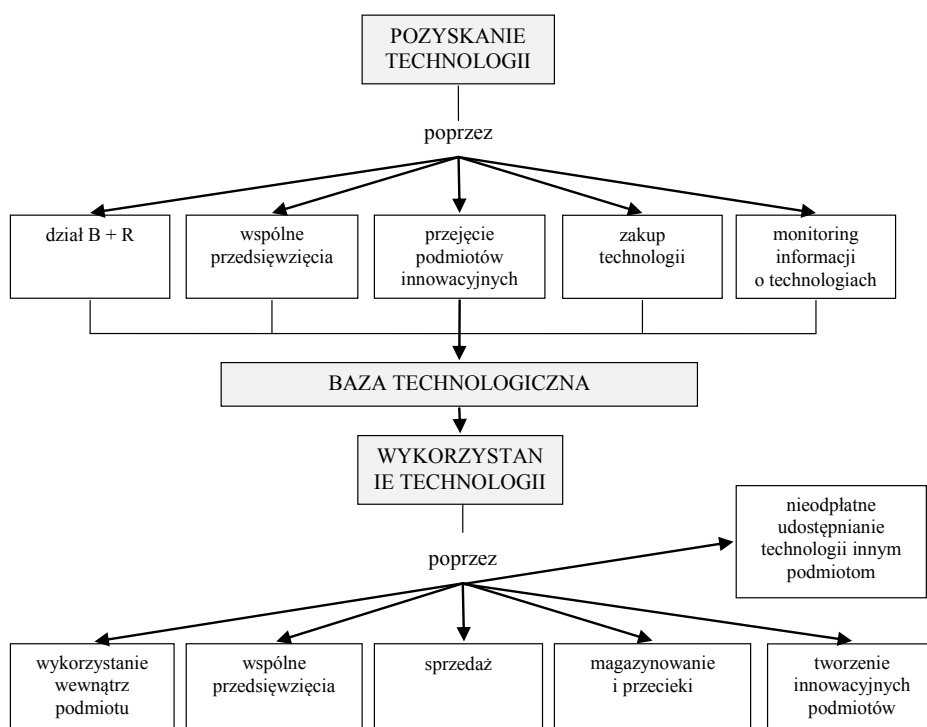 POZYSKANIE
TECHNOLOGII
poprzez
dział B + R
wspólne
przedsięwzięcia
przejęcie
podmiotów
innowacyjnych
zakup
technologii
monitoring
informacji
o technologiach
BAZA TECHNOLOGICZNA
WYKORZYSTAN
IE TECHNOLOGII
poprzez
nieodpłatne
udostępnianie
technologii innym
podmiotom
wykorzystanie
wewnątrz
podmiotu
wspólne
przedsięwzięcia
sprzedaż
magazynowanie
i przecieki
tworzenie
innowacyjnych
podmiotów